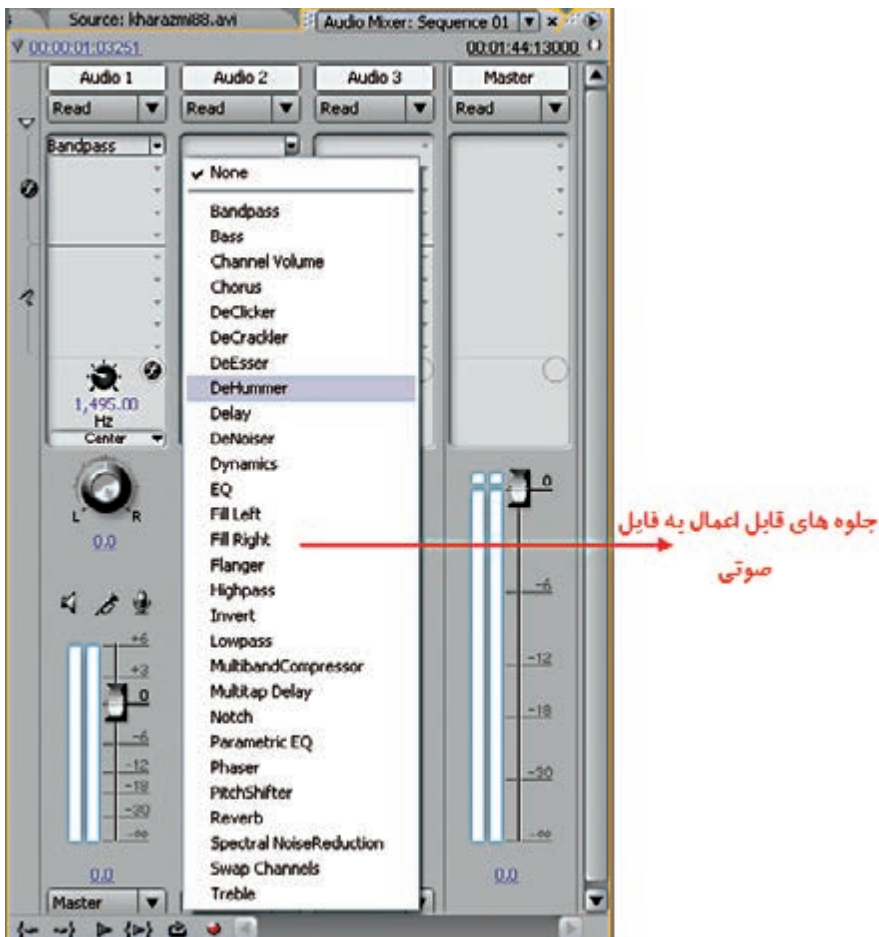 Source: kharazmi88.avi
Audio Mixer: Sequence 01
00:00:01:03251
00:01:44:13000
Audio 1 Audio 2 Audio 3 Master
Read Read Read Read
Bandpass
None
Bandpass
Bass
Channel Volume
Chorus
DeClicker
DeCrackler
DeEsser
DeHummer
Delay
DeNoiser
Dynamics
EQ
Fill Left
Fill Right
Flanger
Highpass
Invert
Lowpass
MultibandCompressor
Multitap Delay
Notch
Parametric EQ
Phaser
PitchShifter
Reverb
Spectral NoiseReduction
Swap Channels
Treble
1,495.00
Hz
Center
L R
0.0
+6
+3
0
-6
-12
-18
-30
-∞
0.0
Master
0
-6
-12
-18
-30
-∞
0.0
جلوه های قابل اعمال به فایل
صوتی